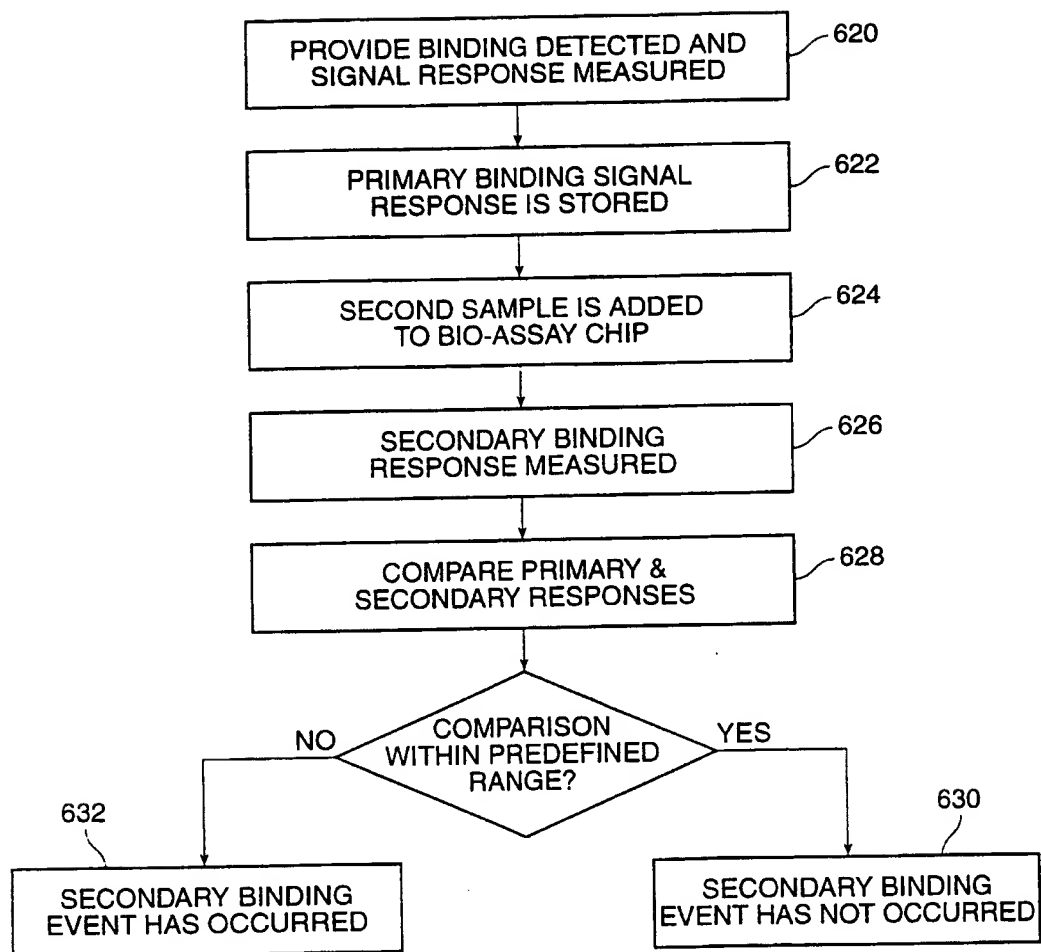 PROVIDE BINDING DETECTED AND
SIGNAL RESPONSE MEASURED
620
PRIMARY BINDING SIGNAL
RESPONSE IS STORED
622
SECOND SAMPLE IS ADDED
TO BIO-ASSAY CHIP
624
SECONDARY BINDING
RESPONSE MEASURED
626
COMPARE PRIMARY &
SECONDARY RESPONSES
628
NO
COMPARISON
WITHIN PREDEFINED
RANGE?
YES
632
SECONDARY BINDING
EVENT HAS OCCURRED
630
SECONDARY BINDING
EVENT HAS NOT OCCURRED